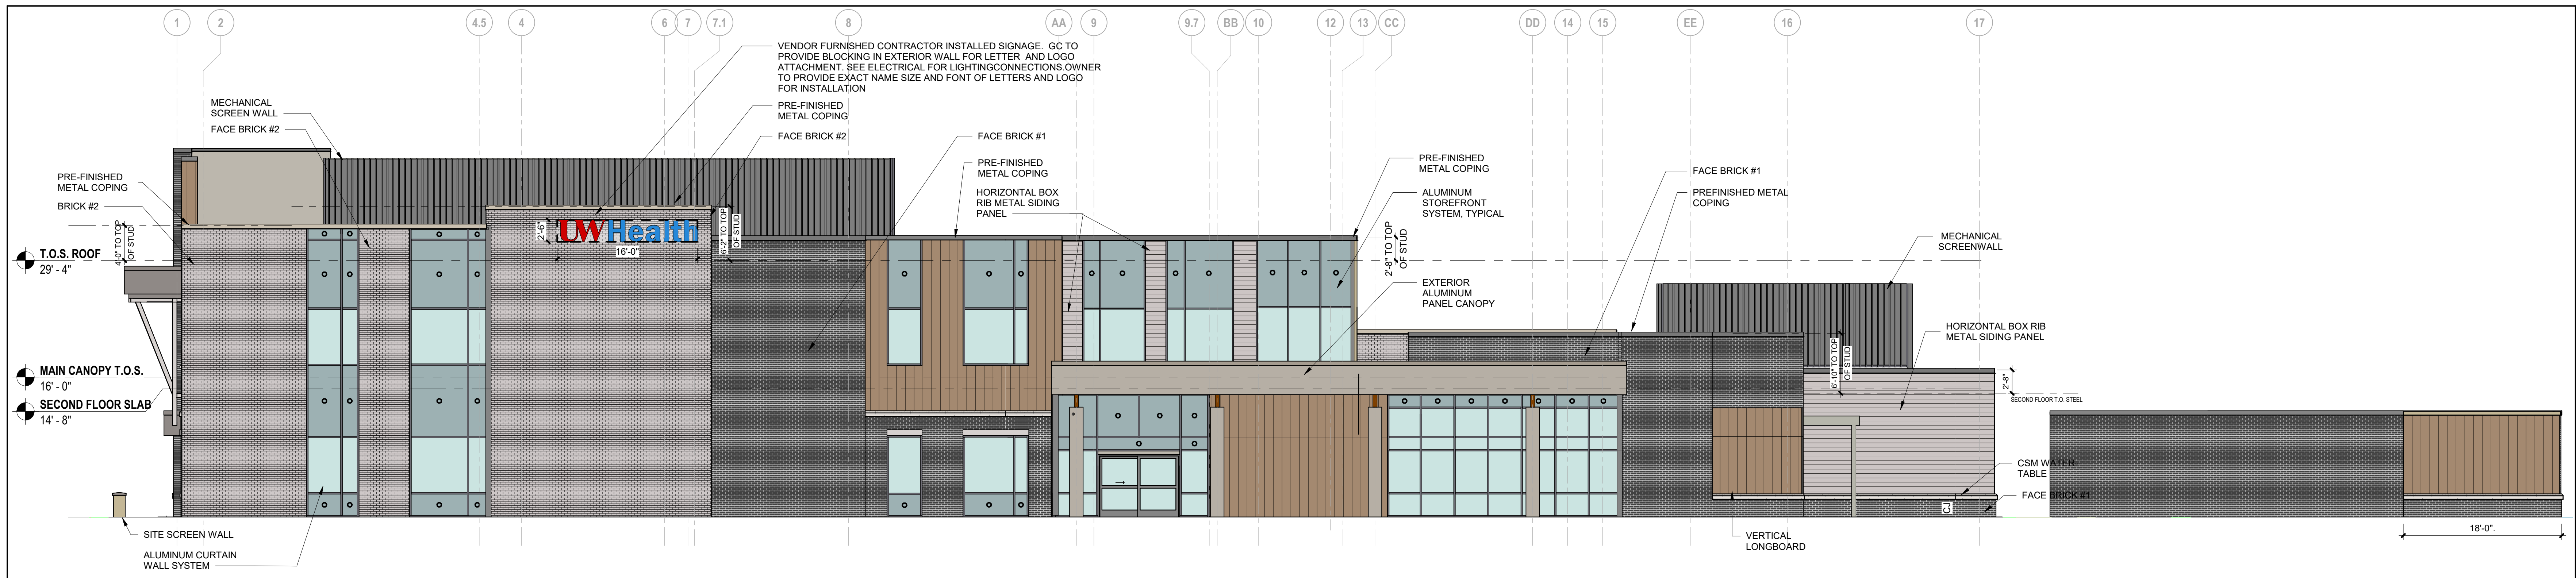 1
2
4.5
4
6
7
7.1
8
AA
9
9.7
BB
10
12
13
CC
DD
14
15
EE
16
17
VENDOR FURNISHED CONTRACTOR INSTALLED SIGNAGE. GC TO
PROVIDE BLOCKING IN EXTERIOR WALL FOR LETTER AND LOGO
ATTACHMENT. SEE ELECTRICAL FOR LIGHTINGCONNECTIONS.OWNER
TO PROVIDE EXACT NAME SIZE AND FONT OF LETTERS AND LOGO
FOR INSTALLATION
MECHANICAL
SCREEN WALL
FACE BRICK #2
PRE-FINISHED
METAL COPING
FACE BRICK #2
FACE BRICK #1
PRE-FINISHED
METAL COPING
HORIZONTAL BOX
RIB METAL SIDING
PANEL
PRE-FINISHED
METAL COPING
ALUMINUM
STOREFRONT
SYSTEM, TYPICAL
FACE BRICK #1
PREFINISHED METAL
COPING
MECHANICAL
SCREENWALL
PRE-FINISHED
METAL COPING
BRICK #2
4'-0" TO TOP
OF STUD
2'-6"
UWHealth
16'-0"
6'-2" TO TOP
OF STUD
2'-8" TO TOP
OF STUD
T.O.S. ROOF
29' - 4"
EXTERIOR
ALUMINUM
PANEL CANOPY
HORIZONTAL BOX RIB
METAL SIDING PANEL
6'-10" TO TOP
OF STUD
2'-8"
SECOND FLOOR T.O. STEEL
MAIN CANOPY T.O.S.
16' - 0"
SECOND FLOOR SLAB
14' - 8"
CSM WATER-
TABLE
FACE BRICK #1
CJ
SITE SCREEN WALL
ALUMINUM CURTAIN
WALL SYSTEM
VERTICAL
LONGBOARD
18'-0".